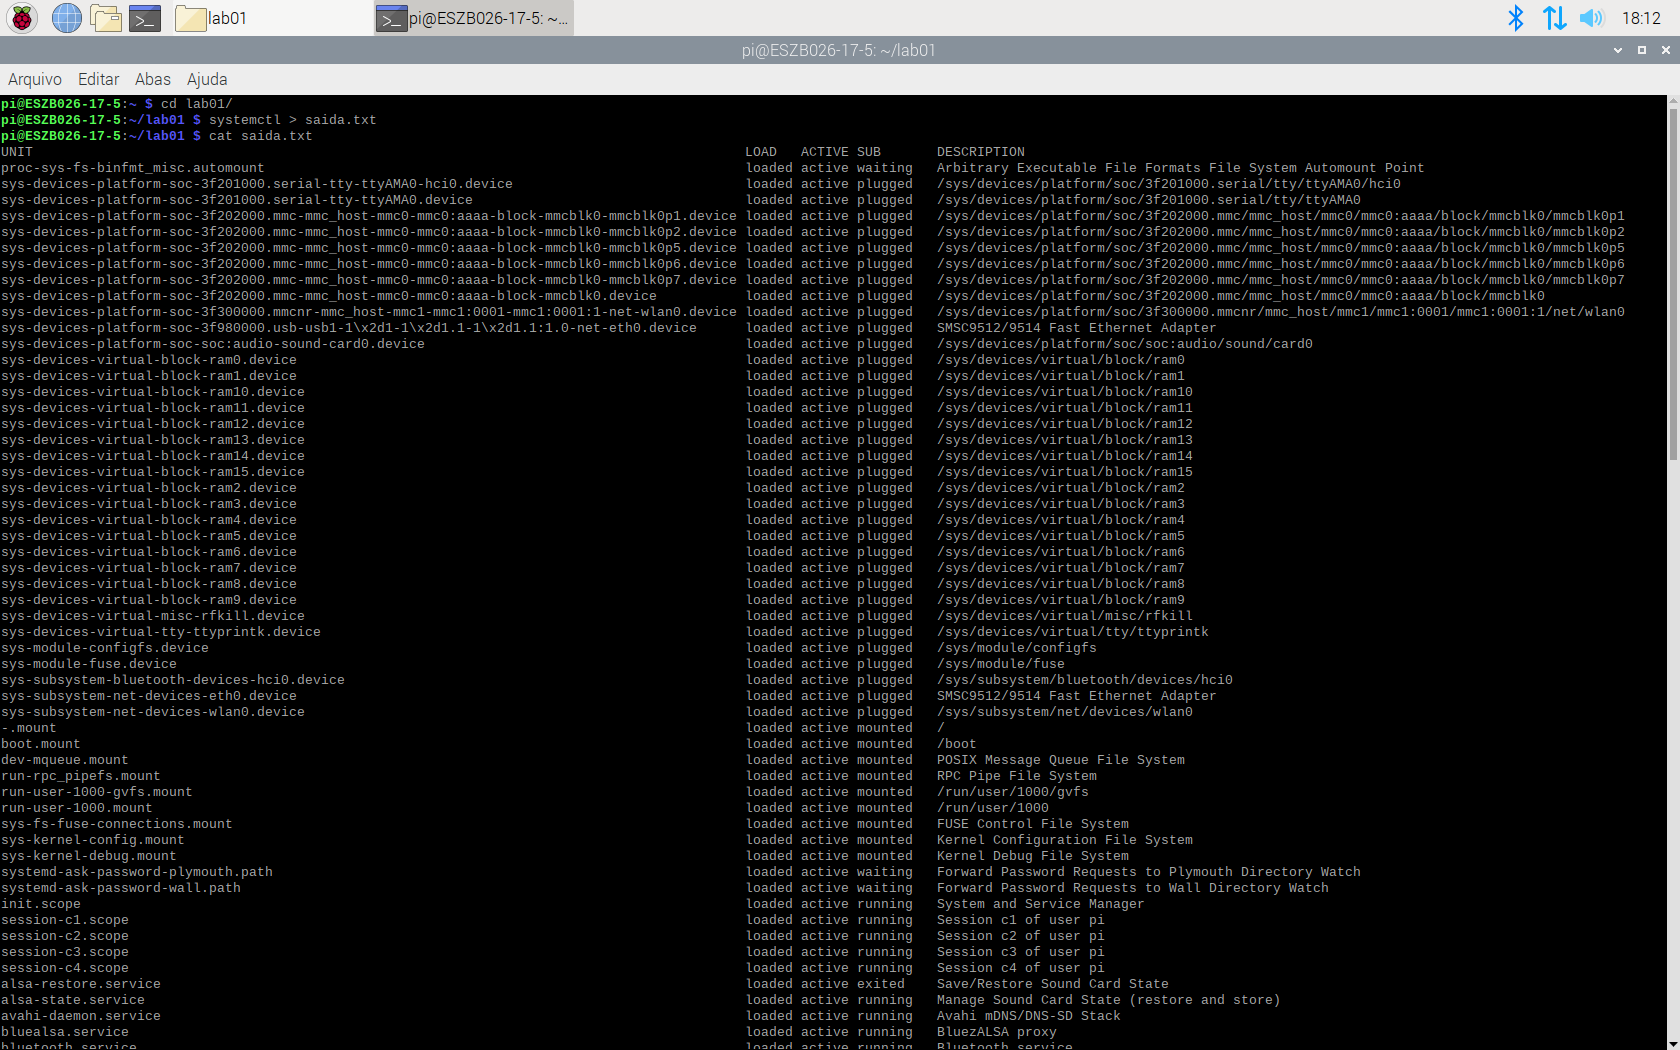 lab01
pi@ESZB026-17-5: ~...
18:12
pi@ESZB026-17-5: ~/lab01
Arquivo Editar Abas Ajuda
pi@ESZB026-17-5:~ $ cd lab01/
pi@ESZB026-17-5:~/lab01 $ systemctl > saida.txt
pi@ESZB026-17-5:~/lab01 $ cat saida.txt
UNIT LOAD ACTIVE SUB DESCRIPTION
proc-sys-fs-binfmt_misc.automount loaded active waiting Arbitrary Executable File Formats File System Automount Point
sys-devices-platform-soc-3f201000.serial-tty-ttyAMA0-hci0.device loaded active plugged /sys/devices/platform/soc/3f201000.serial/tty/ttyAMA0/hci0
sys-devices-platform-soc-3f201000.serial-tty-ttyAMA0.device loaded active plugged /sys/devices/platform/soc/3f201000.serial/tty/ttyAMA0
sys-devices-platform-soc-3f202000.mmc-mmc_host-mmc0-mmc0:aaaa-block-mmcblk0-mmcblk0p1.device loaded active plugged /sys/devices/platform/soc/3f202000.mmc/mmc_host/mmc0/mmc0:aaaa/block/mmcblk0/mmcblk0p1
sys-devices-platform-soc-3f202000.mmc-mmc_host-mmc0-mmc0:aaaa-block-mmcblk0-mmcblk0p2.device loaded active plugged /sys/devices/platform/soc/3f202000.mmc/mmc_host/mmc0/mmc0:aaaa/block/mmcblk0/mmcblk0p2
sys-devices-platform-soc-3f202000.mmc-mmc_host-mmc0-mmc0:aaaa-block-mmcblk0-mmcblk0p5.device loaded active plugged /sys/devices/platform/soc/3f202000.mmc/mmc_host/mmc0/mmc0:aaaa/block/mmcblk0/mmcblk0p5
sys-devices-platform-soc-3f202000.mmc-mmc_host-mmc0-mmc0:aaaa-block-mmcblk0-mmcblk0p6.device loaded active plugged /sys/devices/platform/soc/3f202000.mmc/mmc_host/mmc0/mmc0:aaaa/block/mmcblk0/mmcblk0p6
sys-devices-platform-soc-3f202000.mmc-mmc_host-mmc0-mmc0:aaaa-block-mmcblk0-mmcblk0p7.device loaded active plugged /sys/devices/platform/soc/3f202000.mmc/mmc_host/mmc0/mmc0:aaaa/block/mmcblk0/mmcblk0p7
sys-devices-platform-soc-3f202000.mmc-mmc_host-mmc0-mmc0:aaaa-block-mmcblk0.device loaded active plugged /sys/devices/platform/soc/3f202000.mmc/mmc_host/mmc0/mmc0:aaaa/block/mmcblk0
sys-devices-platform-soc-3f300000.mmcnr-mmc_host-mmc1-mmc1:0001-mmc1:0001:1-net-wlan0.device loaded active plugged /sys/devices/platform/soc/3f300000.mmcnr/mmc_host/mmc1/mmc1:0001/mmc1:0001:1/net/wlan0
sys-devices-platform-soc-3f980000.usb-usb1-1\x2d1-1\x2d1.1-1\x2d1.1:1.0-net-eth0.device loaded active plugged SMSC9512/9514 Fast Ethernet Adapter
sys-devices-platform-soc-soc:audio-sound-card0.device loaded active plugged /sys/devices/platform/soc/soc:audio/sound/card0
sys-devices-virtual-block-ram0.device loaded active plugged /sys/devices/virtual/block/ram0
sys-devices-virtual-block-ram1.device loaded active plugged /sys/devices/virtual/block/ram1
sys-devices-virtual-block-ram10.device loaded active plugged /sys/devices/virtual/block/ram10
sys-devices-virtual-block-ram11.device loaded active plugged /sys/devices/virtual/block/ram11
sys-devices-virtual-block-ram12.device loaded active plugged /sys/devices/virtual/block/ram12
sys-devices-virtual-block-ram13.device loaded active plugged /sys/devices/virtual/block/ram13
sys-devices-virtual-block-ram14.device loaded active plugged /sys/devices/virtual/block/ram14
sys-devices-virtual-block-ram15.device loaded active plugged /sys/devices/virtual/block/ram15
sys-devices-virtual-block-ram2.device loaded active plugged /sys/devices/virtual/block/ram2
sys-devices-virtual-block-ram3.device loaded active plugged /sys/devices/virtual/block/ram3
sys-devices-virtual-block-ram4.device loaded active plugged /sys/devices/virtual/block/ram4
sys-devices-virtual-block-ram5.device loaded active plugged /sys/devices/virtual/block/ram5
sys-devices-virtual-block-ram6.device loaded active plugged /sys/devices/virtual/block/ram6
sys-devices-virtual-block-ram7.device loaded active plugged /sys/devices/virtual/block/ram7
sys-devices-virtual-block-ram8.device loaded active plugged /sys/devices/virtual/block/ram8
sys-devices-virtual-block-ram9.device loaded active plugged /sys/devices/virtual/block/ram9
sys-devices-virtual-misc-rfkill.device loaded active plugged /sys/devices/virtual/misc/rfkill
sys-devices-virtual-tty-ttyprintk.device loaded active plugged /sys/devices/virtual/tty/ttyprintk
sys-module-configfs.device loaded active plugged /sys/module/configfs
sys-module-fuse.device loaded active plugged /sys/module/fuse
sys-subsystem-bluetooth-devices-hci0.device loaded active plugged /sys/subsystem/bluetooth/devices/hci0
sys-subsystem-net-devices-eth0.device loaded active plugged SMSC9512/9514 Fast Ethernet Adapter
sys-subsystem-net-devices-wlan0.device loaded active plugged /sys/subsystem/net/devices/wlan0
-.mount loaded active mounted /
boot.mount loaded active mounted /boot
dev-mqueue.mount loaded active mounted POSIX Message Queue File System
run-rpc_pipefs.mount loaded active mounted RPC Pipe File System
run-user-1000-gvfs.mount loaded active mounted /run/user/1000/gvfs
run-user-1000.mount loaded active mounted /run/user/1000
sys-fs-fuse-connections.mount loaded active mounted FUSE Control File System
sys-kernel-config.mount loaded active mounted Kernel Configuration File System
sys-kernel-debug.mount loaded active mounted Kernel Debug File System
systemd-ask-password-plymouth.path loaded active waiting Forward Password Requests to Plymouth Directory Watch
systemd-ask-password-wall.path loaded active waiting Forward Password Requests to Wall Directory Watch
init.scope loaded active running System and Service Manager
session-c1.scope loaded active running Session c1 of user pi
session-c2.scope loaded active running Session c2 of user pi
session-c3.scope loaded active running Session c3 of user pi
session-c4.scope loaded active running Session c4 of user pi
alsa-restore.service loaded active exited Save/Restore Sound Card State
alsa-state.service loaded active running Manage Sound Card State (restore and store)
avahi-daemon.service loaded active running Avahi mDNS/DNS-SD Stack
bluealsa.service loaded active running BluezALSA proxy
bluetooth.service loaded active running Bluetooth service